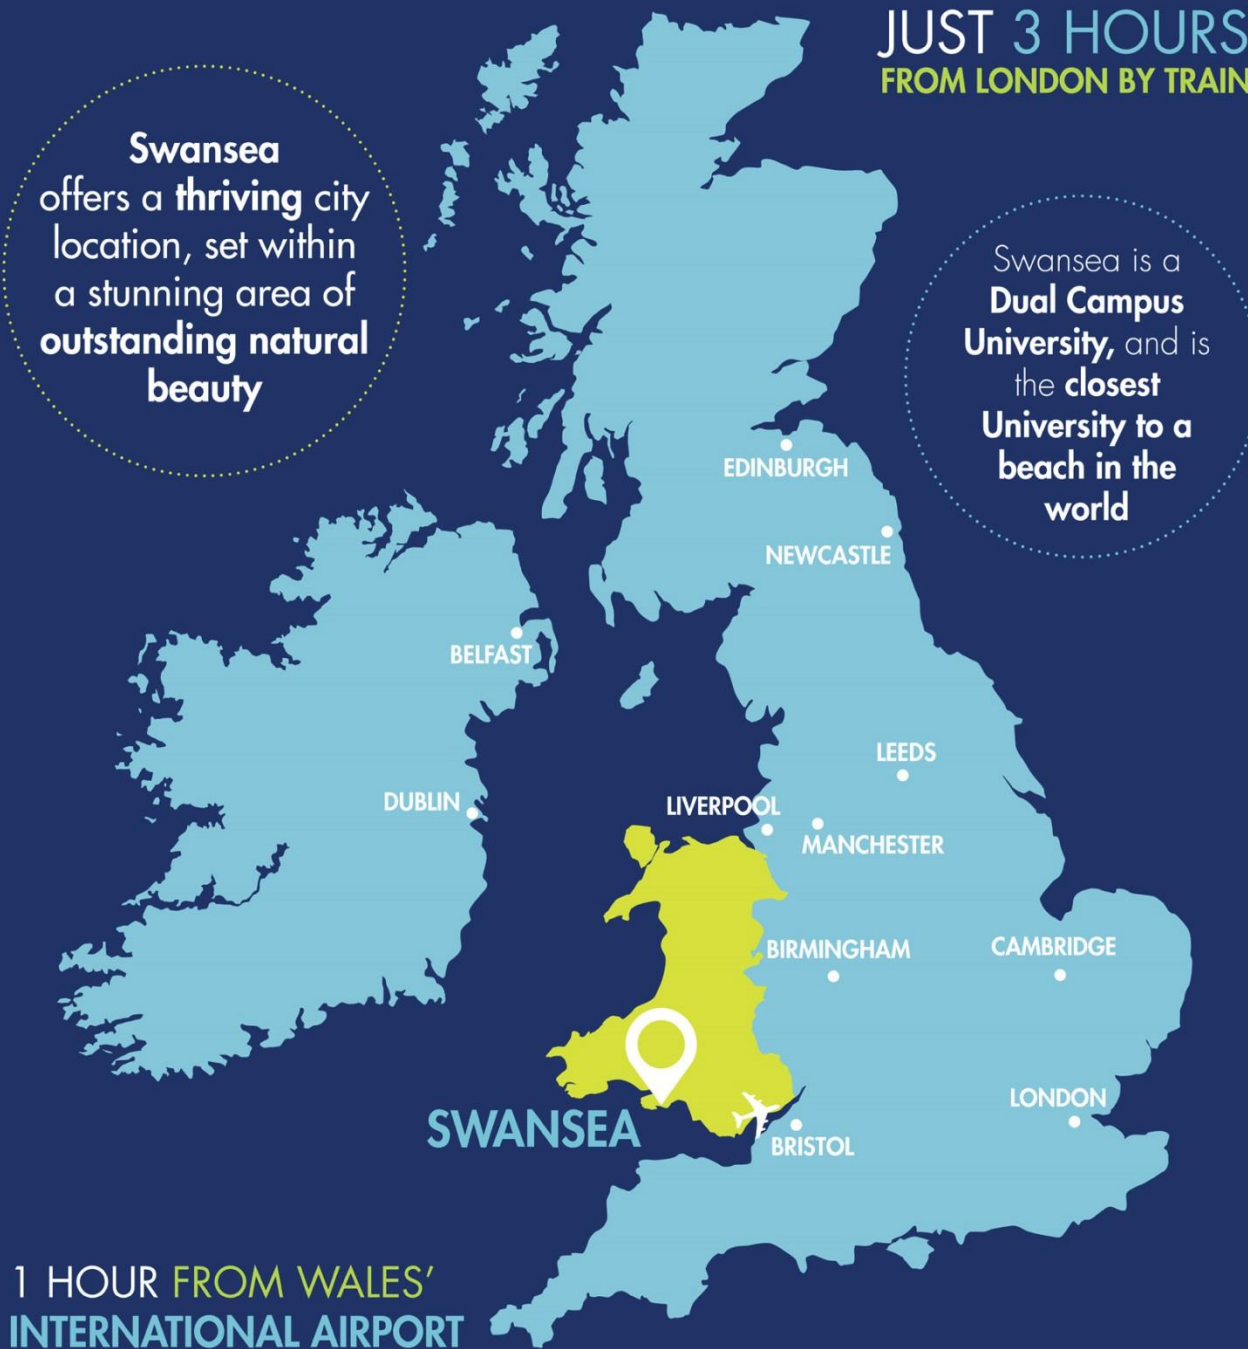 JUST 3 HOURS
FROM LONDON BY TRAIN
Swansea
offers a thriving city
location, set within
a stunning area of
outstanding natural
beauty
Swansea is a
Dual Campus
University, and is
the closest
University to a
beach in the
world
EDINBURGH
NEWCASTLE
BELFAST
LEEDS
DUBLIN
LIVERPOOL
MANCHESTER
BIRMINGHAM
CAMBRIDGE
LONDON
SWANSEA
BRISTOL
1 HOUR FROM WALES’
INTERNATIONAL AIRPORT